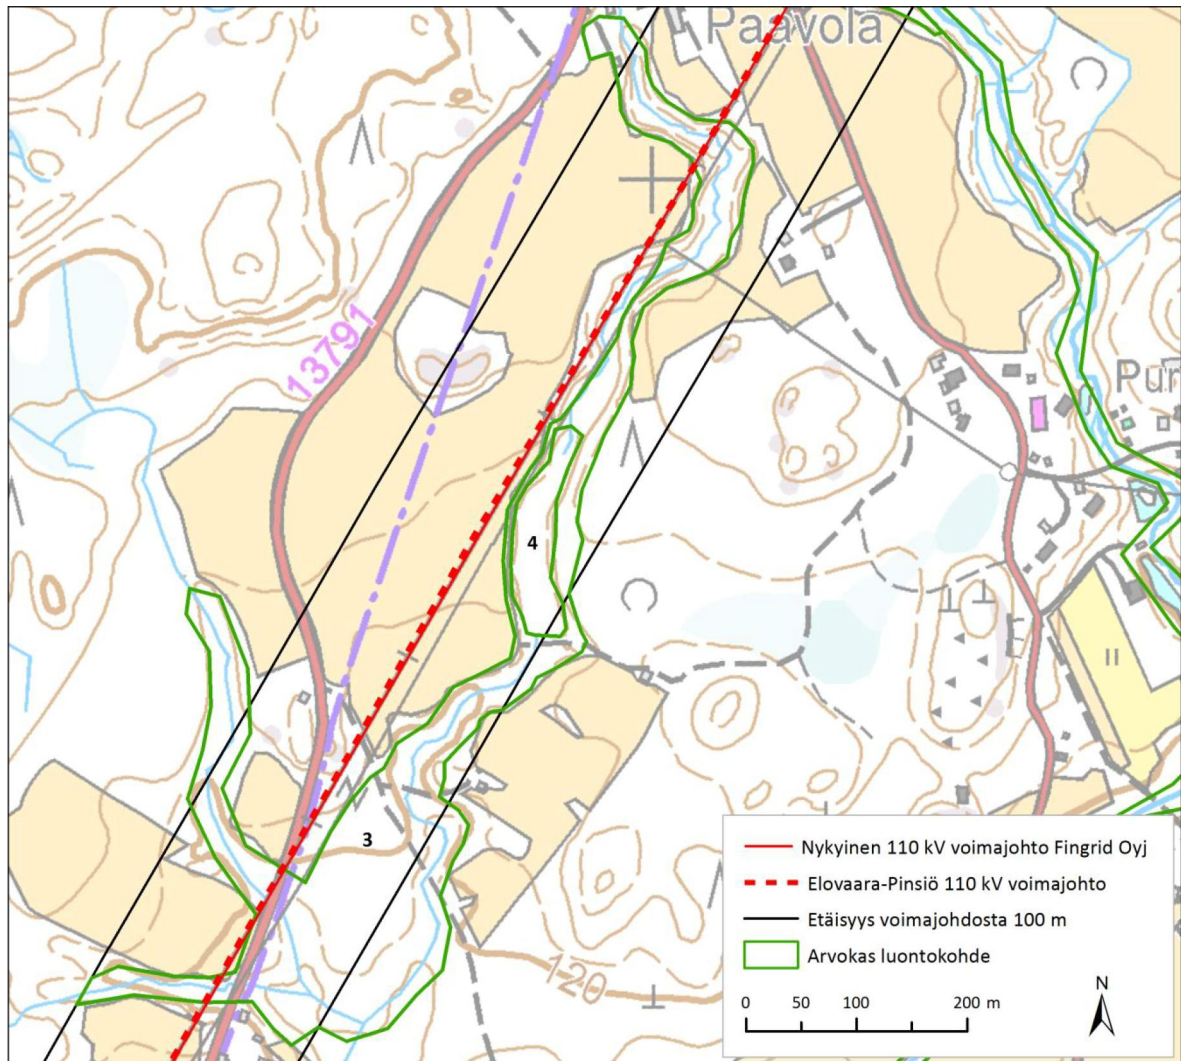 Paavola
13791
Pur
4
3
120
Nykyinen 110 kV voimajohto Fingrid Oyj
Elovaara-Pinsiö 110 kV voimajohto
Etäisyys voimajohdosta 100 m
Arvokas luontokohde
0 50 100 200 m
N